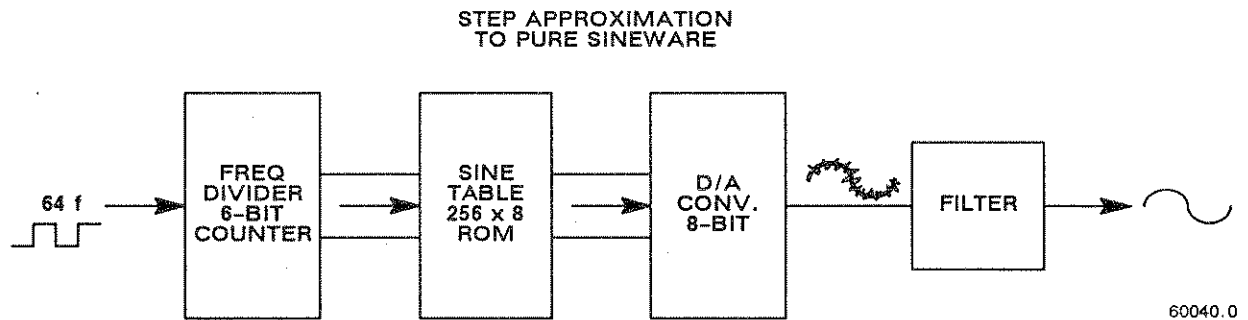 STEP APPROXIMATION
TO PURE SINEWARE
64 f
FREQ
DIVIDER
6-BIT
COUNTER
SINE
TABLE
256 x 8
ROM
D/A
CONV.
8-BIT
FILTER
60040.0